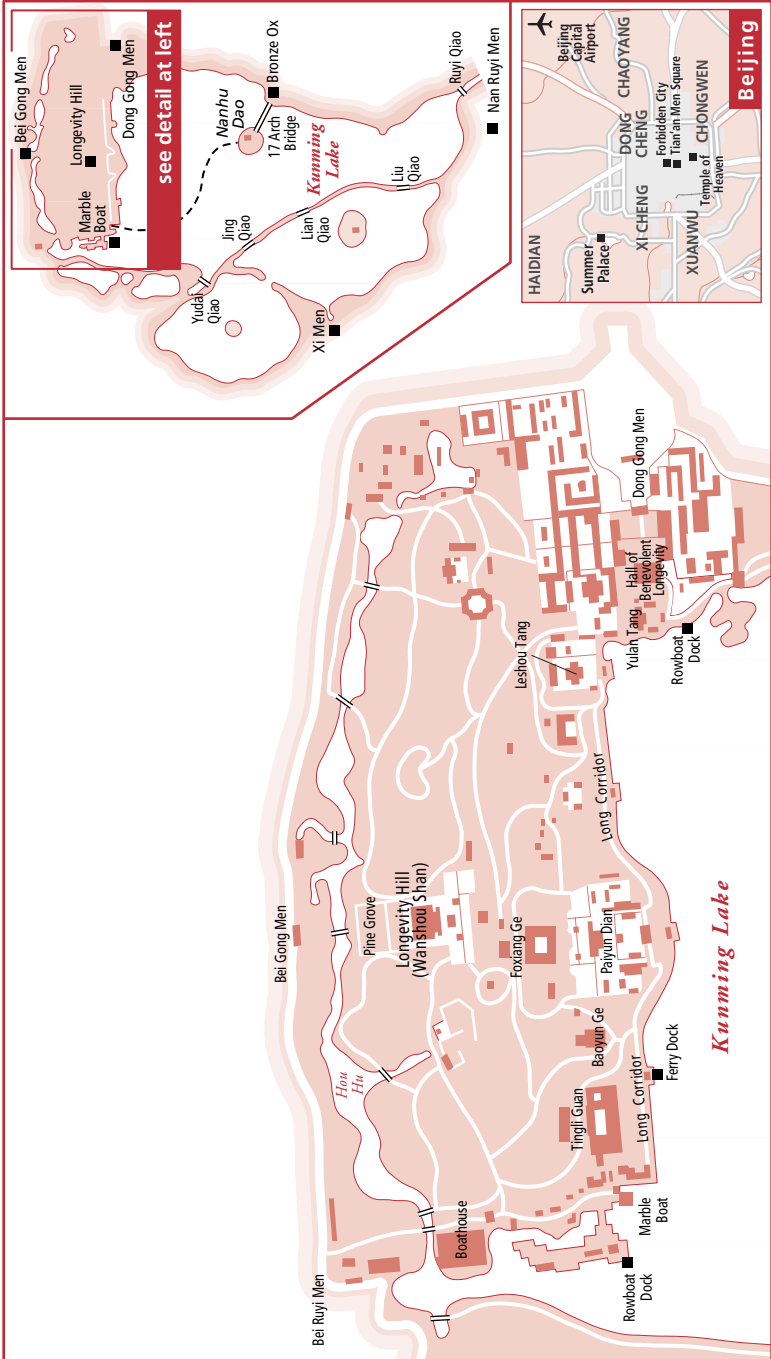 Bei Ruyi Men
Bei Gong Men
Hou
Hu
Pine Grove
Longevity Hill
(Wanshou Shan)
Boathouse
Foxiang Ge
Leshou Tang
Tingli Guan
Baoyun Ge
Paiyun Dian
Long Corridor
Long Corridor
Yulan Tang
Hall of
Benevolent
Longevity
Dong Gong Men
Rowboat
Dock
Marble
Boat
Ferry Dock
Rowboat
Dock
Kunming Lake
Bei Gong Men
Longevity Hill
Marble
Boat
Dong Gong Men
see detail at left
Nanhu
Dao
17 Arch
Bridge
Bronze Ox
Kunming
Lake
Yudai
Qiao
Jing
Qiao
Lian
Qiao
Liu
Qiao
Ruyi Qiao
Xi Men
Nan Ruyi Men
Beijing
Capital
Airport
HAIDIAN
CHAOYANG
Summer
Palace
DONG
CHENG
XI CHENG
Forbidden City
Tian'an Men Square
XUANWU
CHONGWEN
Temple of
Heaven
Beijing